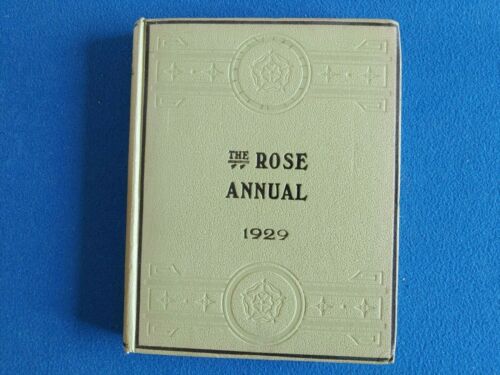 THE ROSE
ANNUAL
1929